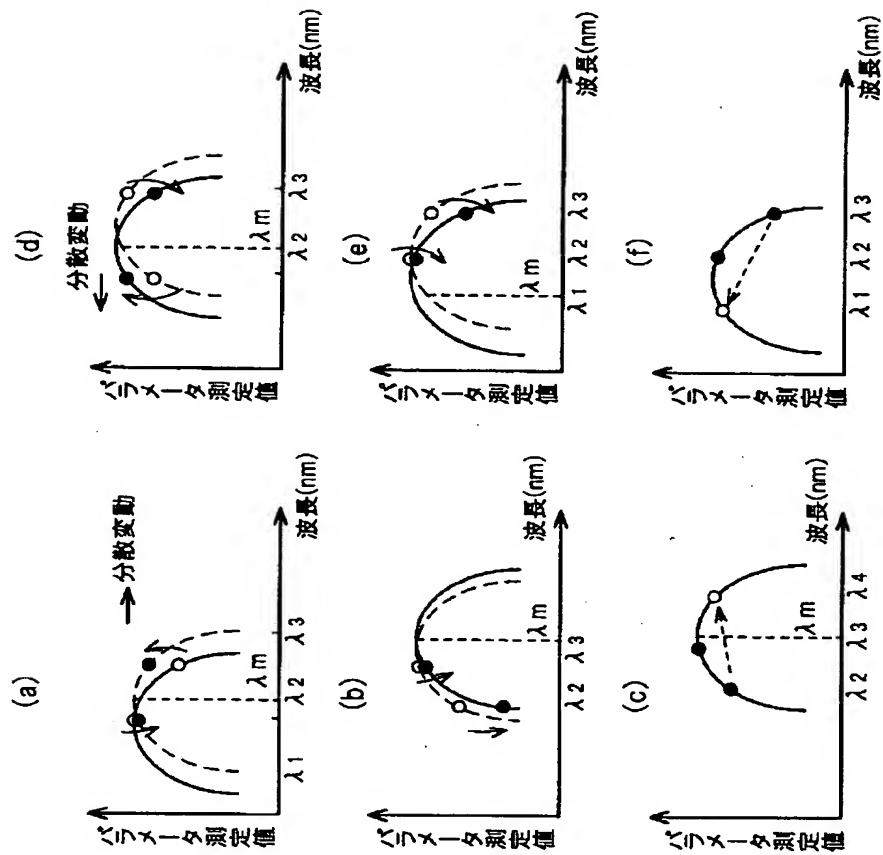 (a)
パラメータ測定値
→分散変動
λ1 λ2 λ3
λm
波長(nm)
(b)
パラメータ測定値
λ2 λ3
λm
波長(nm)
(c)
パラメータ測定値
λ2 λ3 λ4
λm
波長(nm)
(d)
分散変動
パラメータ測定値
λ2 λ3
λm
波長(nm)
(e)
パラメータ測定値
λ1 λ2 λ3
λm
波長(nm)
(f)
パラメータ測定値
λ1 λ2 λ3
波長(nm)